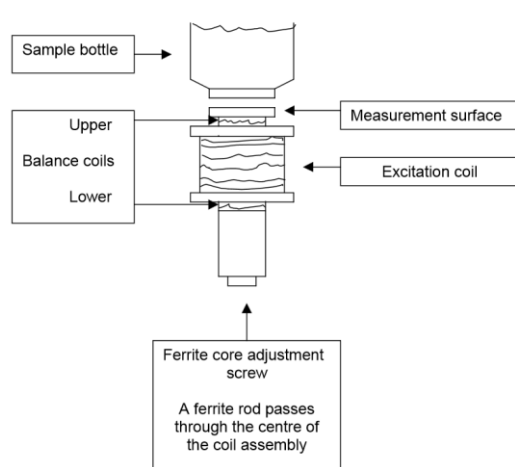 Sample bottle
Upper
Balance coils
Lower
Measurement surface
Excitation coil
Ferrite core adjustment
screw
A ferrite rod passes
through the centre of
the coil assembly